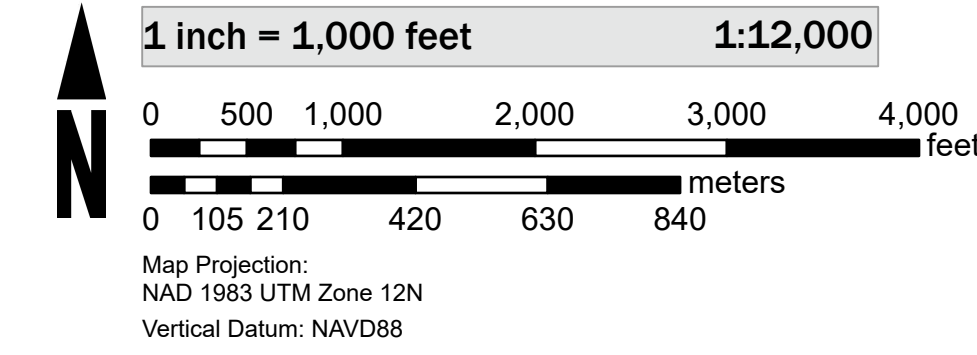 1 inch = 1,000 feet 1:12,000
0 500 1,000 2,000 3,000 4,000
feet
N
meters
0 105 210 420 630 840
Map Projection:
NAD 1983 UTM Zone 12N
Vertical Datum: NAVD88